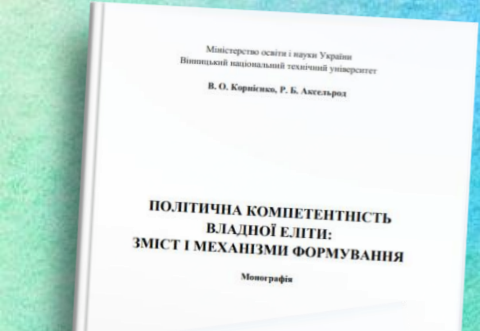 Міністерство освіти і науки України
Вінницький національний технічний університет
В. О. Корнієнко, Р. Б. Аксельрод
ПОЛІТИЧНА КОМПЕТЕНТНІСТЬ
ВЛАДНОЇ ЕЛІТИ:
ЗМІСТ І МЕХАНІЗМИ ФОРМУВАННЯ
Монографія